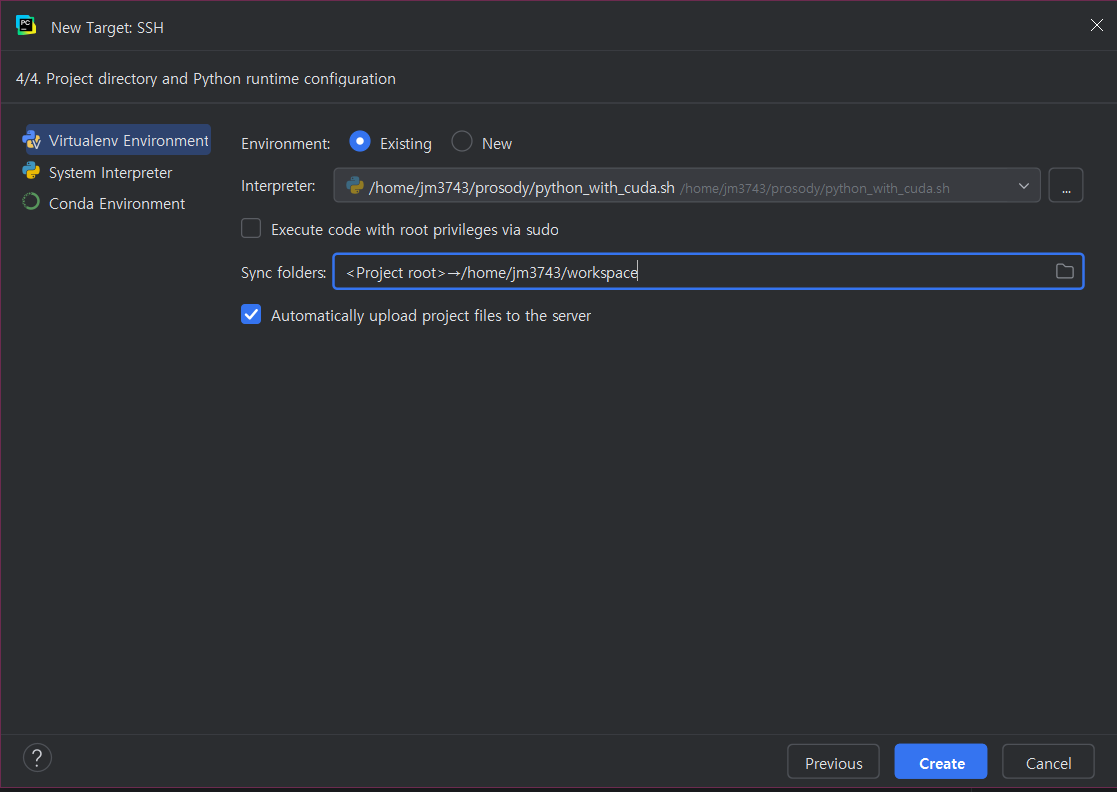 New Target: SSH
4/4. Project directory and Python runtime configuration
Virtualenv Environment
System Interpreter
Conda Environment
Environment: Existing New
Interpreter: /home/jm3743/prosody/python_with_cuda.sh /home/jm3743/prosody/python_with_cuda.sh ...
Execute code with root privileges via sudo
Sync folders: <Project root>→/home/jm3743/workspace
Automatically upload project files to the server
? Previous Create Cancel